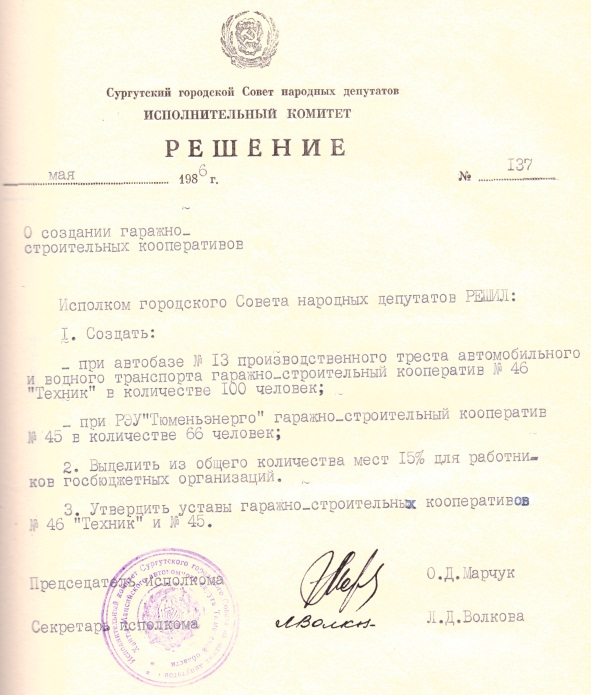 Сургутский городской Совет народных депутатов
ИСПОЛНИТЕЛЬНЫЙ КОМИТЕТ
РЕШЕНИЕ
мая 1986 г. № 137
О создании гаражно-
строительных кооперативов
Исполком городского Совета народных депутатов РЕШИЛ:
I. Создать:
- при автобазе № 13 производственного треста автомобильного
и водного транспорта гаражно-строительный кооператив № 46
"Техник" в количестве 100 человек;
- при РЭУ"Тюменьэнерго" гаражно-строительный кооператив
№ 45 в количестве 66 человек;
2. Выделить из общего количества мест 15% для работни-
ков госбюджетных организаций.
3. Утвердить уставы гаражно-строительных кооперативов
№ 46 "Техник" и № 45.
Председатель исполкома О.Д.Марчук
Секретарь исполкома Л.Д.Волкова